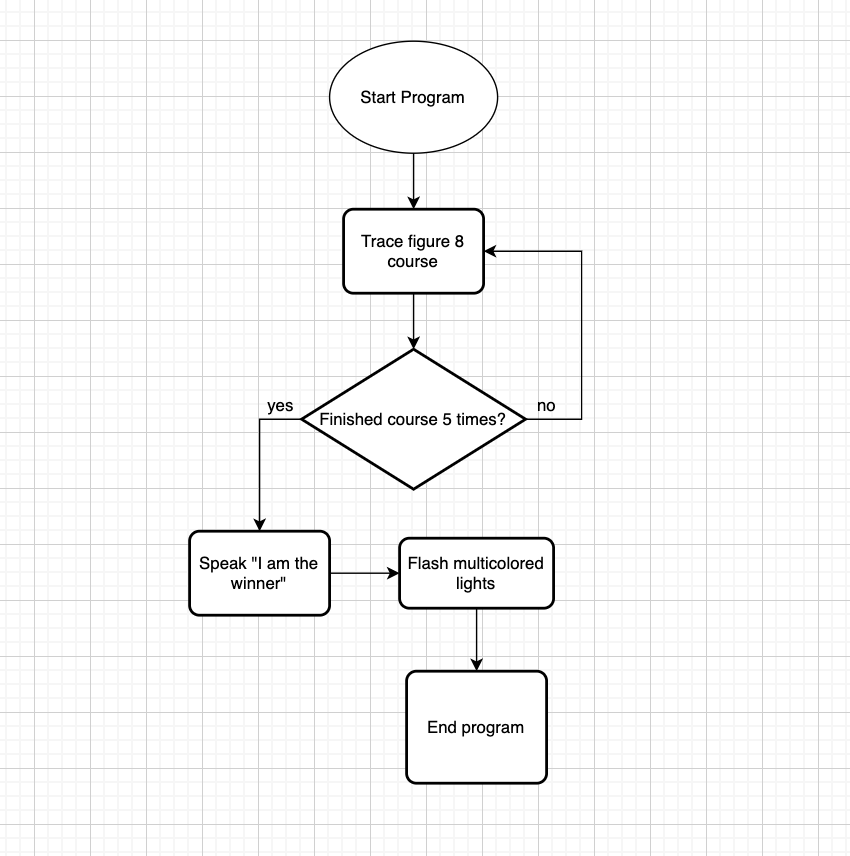 Start Program
Trace figure 8
course
Finished course 5 times?
yes
no
Speak "I am the
winner"
Flash multicolored
lights
End program